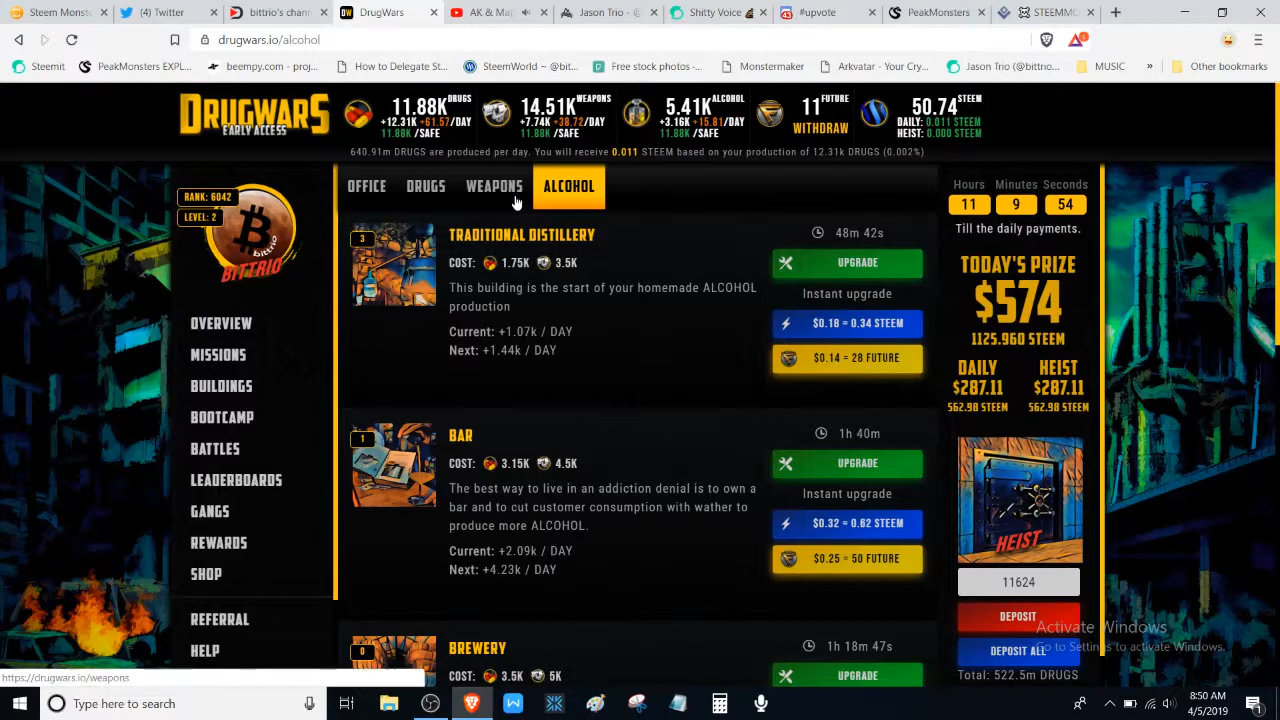 (4) Twitter
bittrio's chann
DrugWars
AK & Mag
Jason Trio - 
Shitty Voice
#upvote
PeakMonsters
STEEMMO
drugwars.io/alcohol
Steemit
PeakMonsters EXPL...
beempy.com - proj...
How to Delegate St...
SteemWorld ~ @bitt...
Free stock photos -...
Monstermarket
Arkatar - Your Ho...
Jason Trio (@bittri...
MUSIC
»
DRUGWARS
EARLY ACCESS
11.88K DRUGS
+12.31K +61.57/DAY
11.88K /SAFE
14.51K WEAPONS
+7.74K +38.72/DAY
11.88K /SAFE
5.41K ALCOHOL
+3.16K +15.81/DAY
11.88K /SAFE
11 FUTURE
WITHDRAW
50.74 STEEM
DAILY: 0.011 STEEM
HEIST: 0.000 STEEM
640.91m DRUGS are produced per day. You will receive 0.011 STEEM based on your production of 12.31k DRUGS (0.002%)
RANK: 6042
LEVEL: 2
bittrio
BITTRIO
OVERVIEW
MISSIONS
BUILDINGS
BOOTCAMP
BATTLES
LEADERBOARDS
GANGS
REWARDS
SHOP
REFERRAL
HELP
OFFICE DRUGS WEAPONS ALCOHOL
3
TRADITIONAL DISTILLERY
COST: 1.75K 3.5K
This building is the start of your homemade ALCOHOL
production
Current: +1.07k / DAY
Next: +1.44k / DAY
48m 42s
UPGRADE
Instant upgrade
$0.18 = 0.34 STEEM
$0.14 = 28 FUTURE
1
BAR
COST: 3.15K 4.5K
The best way to live in an addiction denial is to own a
bar and to cut customer consumption with wather to
produce more ALCOHOL.
Current: +2.09k / DAY
Next: +4.23k / DAY
1h 40m
UPGRADE
Instant upgrade
$0.32 = 0.62 STEEM
$0.25 = 50 FUTURE
0
BREWERY
COST: 3.5K 5K
1h 18m 47s
UPGRADE
Hours Minutes Seconds
11 9 54
Till the daily payments.
TODAY'S PRIZE
$574
1125.960 STEEM
DAILY HEIST
$287.11 $287.11
562.98 STEEM 562.98 STEEM
HEIST
11624
DEPOSIT
DEPOSIT ALL
Total: 522.5m DRUGS
Activate Windows
Go to Settings to activate Windows.
https://drugwars.io/weapons
Type here to search
8:50 AM
4/5/2019
1